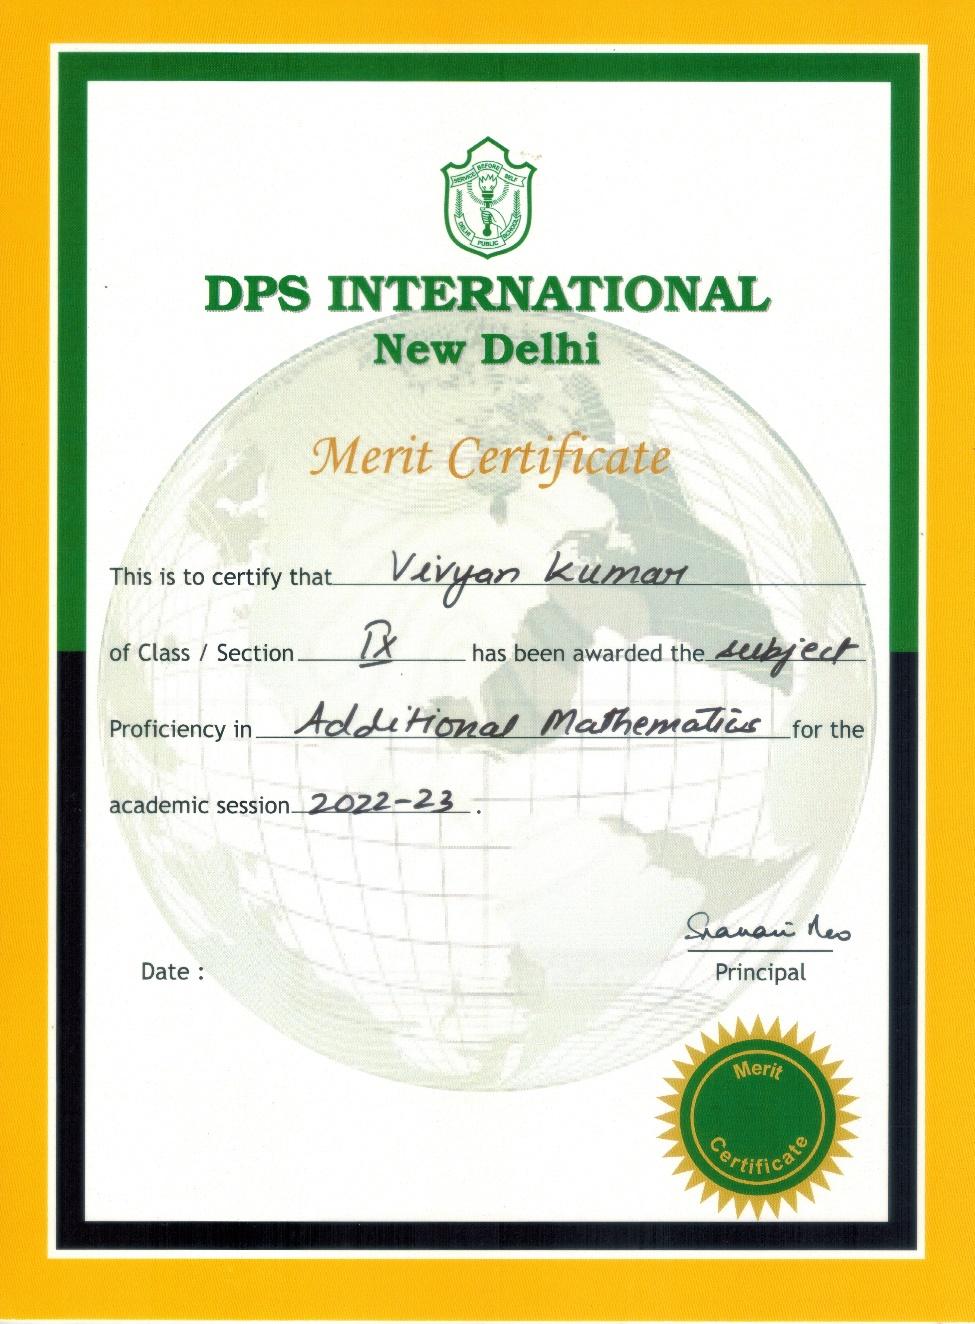 SERVICE BEFORE SELF
DELHI PUBLIC SCHOOL
DPS INTERNATIONAL
New Delhi
Merit Certificate
This is to certify that Vivyan Kumar
of Class / Section IX has been awarded the subject
Proficiency in Additional Mathematics for the
academic session 2022-23 .
Date :
Principal
Merit
Certificate